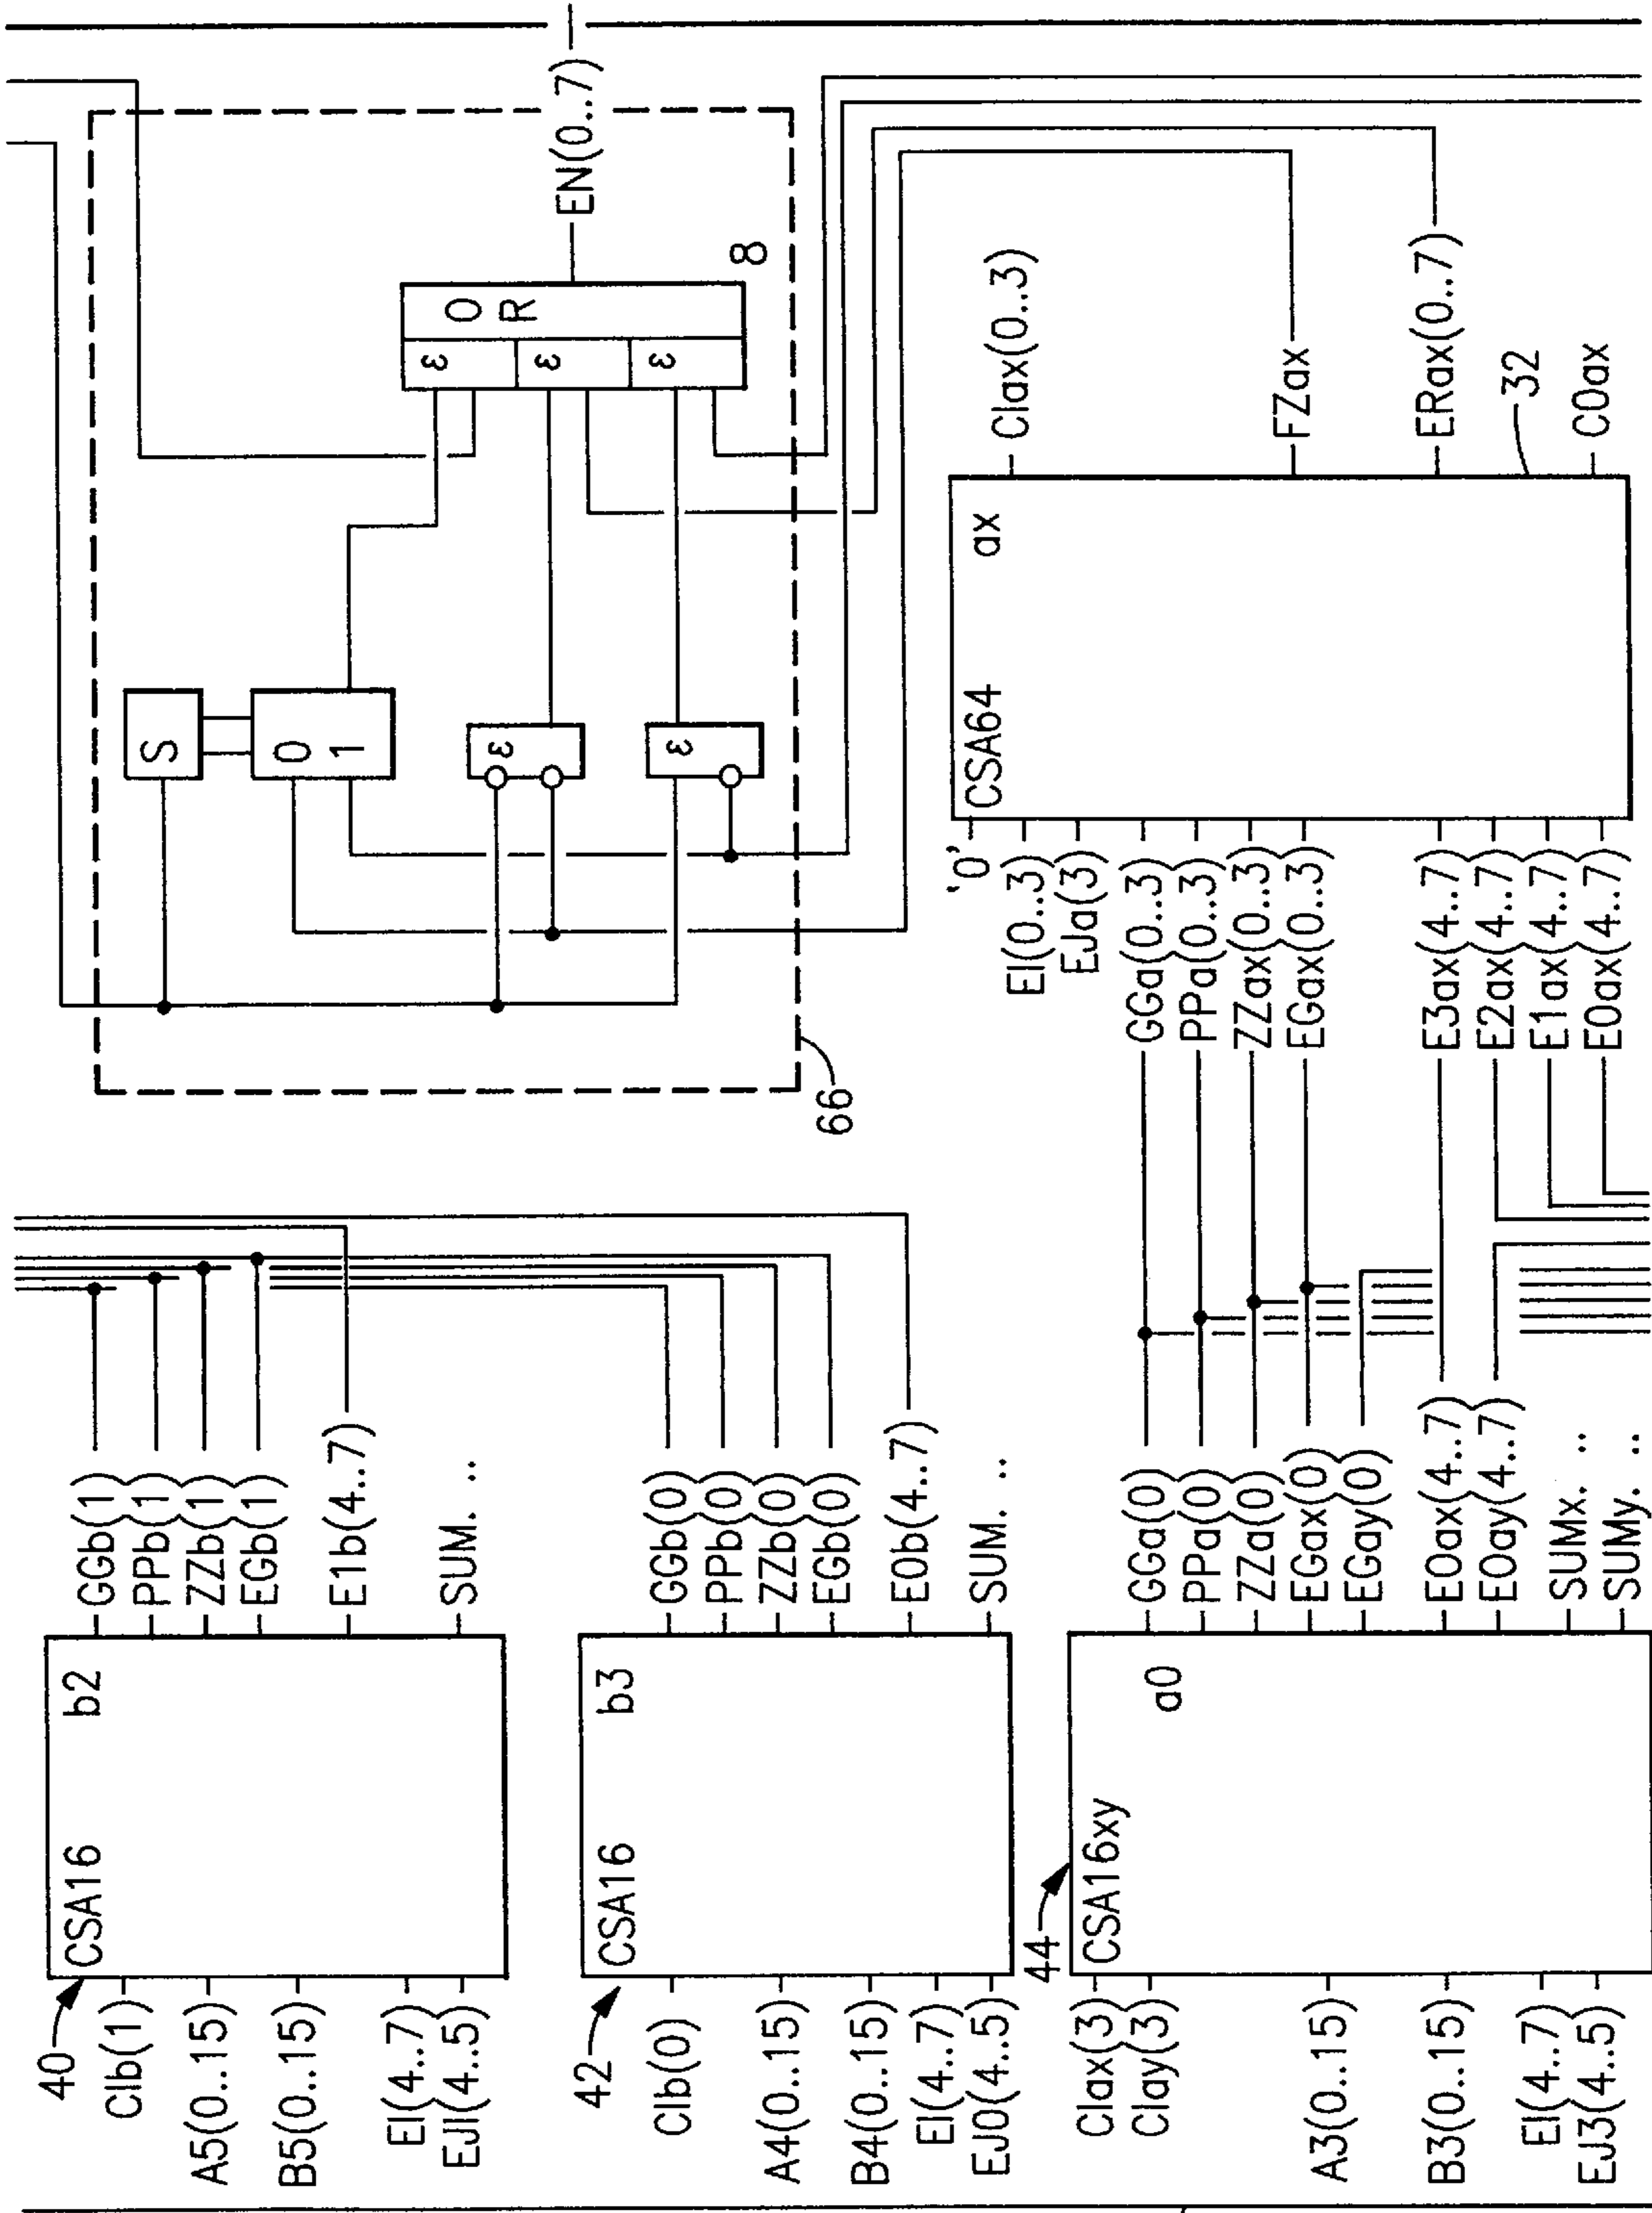 40
CSA16
b2
CIb(1)
A5(0..15)
B5(0..15)
EI(4..7)
EJI(4..5)
GGb(1)
PPb(1)
ZZb(1)
EGb(1)
E1b(4..7)
SUM. ..
42
CSA16
b3
CIb(0)
A4(0..15)
B4(0..15)
EI(4..7)
EJ0(4..5)
GGb(0)
PPb(0)
ZZb(0)
EGb(0)
E0b(4..7)
SUM. ..
44
CSA16xy
a0
CIax(3)
CIay(3)
A3(0..15)
B3(0..15)
EI(4..7)
EJ3(4..5)
GGa(0)
PPa(0)
ZZa(0)
EGax(0)
EGay(0)
E0ax(4..7)
E0ay(4..7)
SUMx. ..
SUMy. ..
66
S
0
1
ε
ε
ε
ε
ε
OR
8
EN(0..7)
CSA64
ax
'0'
EI(0..3)
EJa(3)
GGa(0..3)
PPa(0..3)
ZZax(0..3)
EGax(0..3)
E3ax(4..7)
E2ax(4..7)
E1ax(4..7)
E0ax(4..7)
CIax(0..3)
FZax
ERax(0..7)
32
C0ax